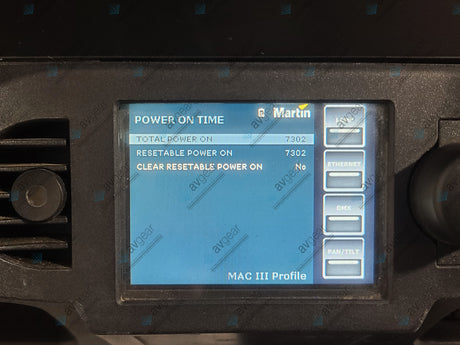 Martin
POWER ON TIME
TOTAL POWER ON 7302
RESETABLE POWER ON 7302
CLEAR RESETABLE POWER ON No
ETHERNET
DMX
PAN/TILT
MAC III Profile
avgear